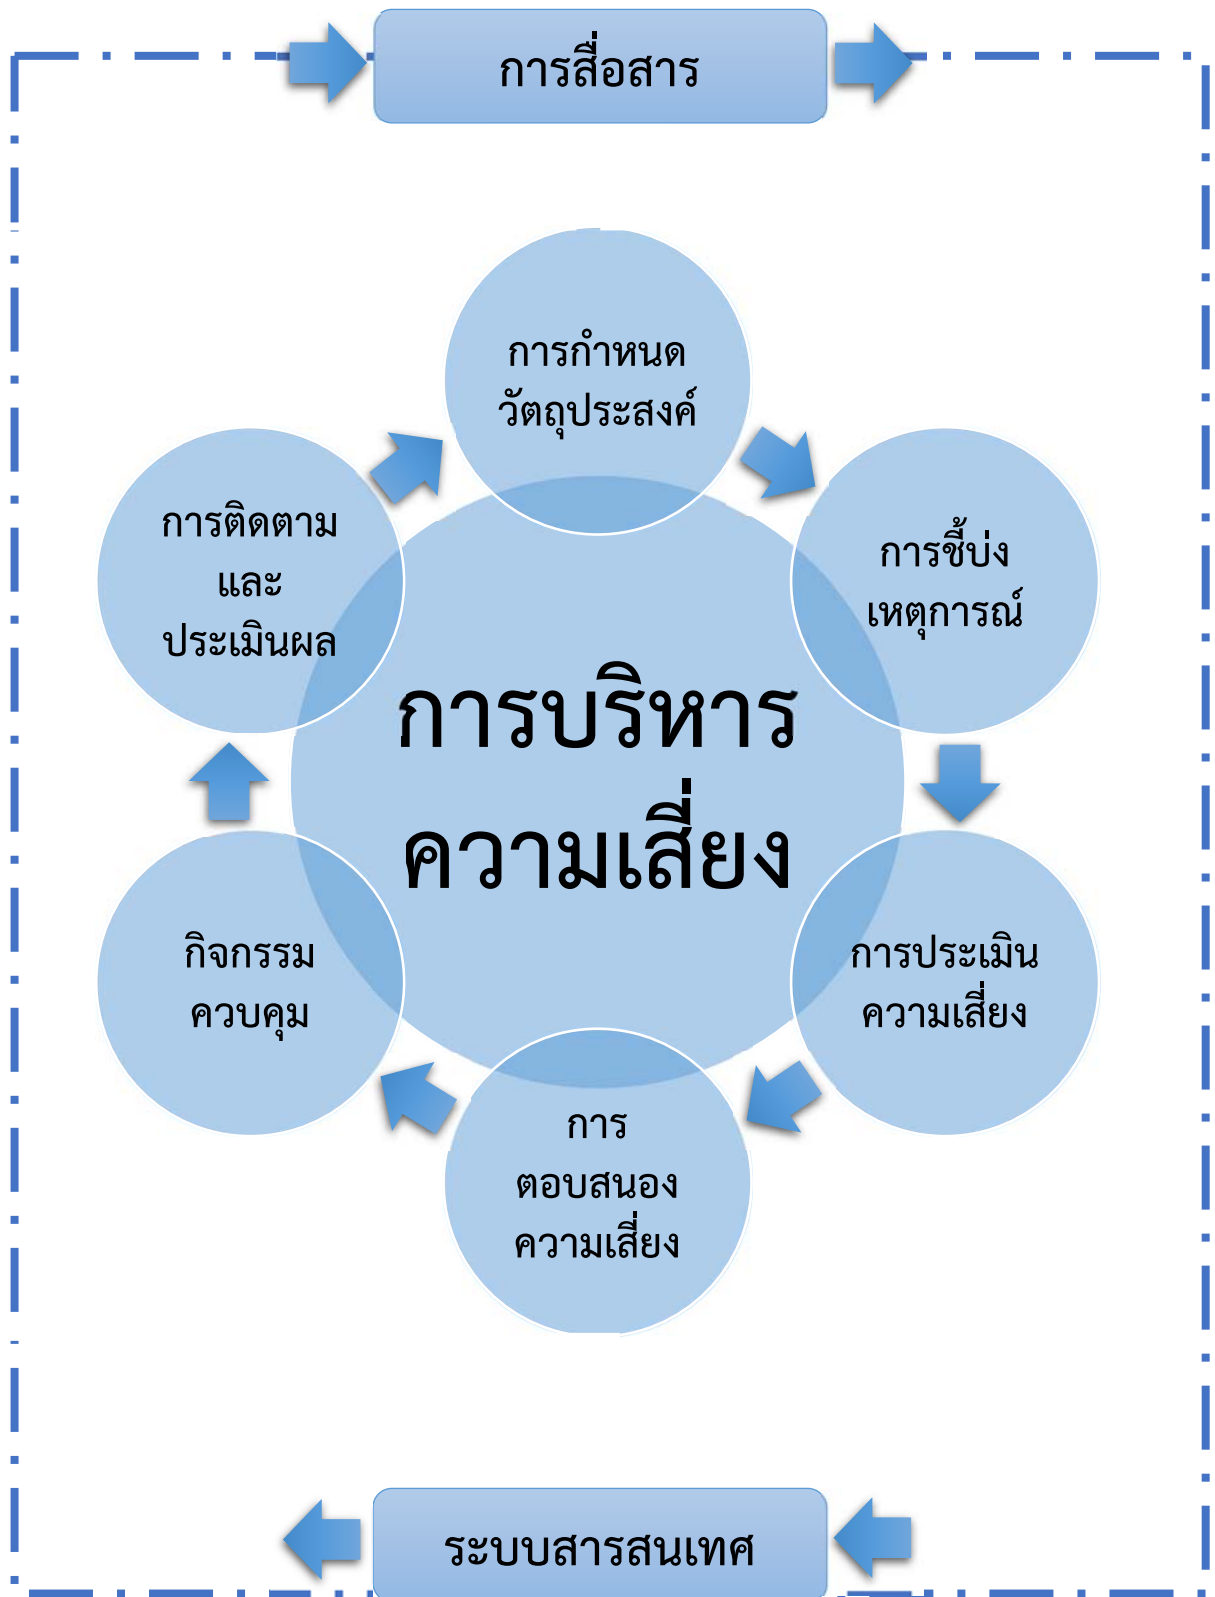 การสื่อสาร
การกำหนด
วัตถุประสงค์
การชี้บ่ง
เหตุการณ์
การประเมิน
ความเสี่ยง
การ
ตอบสนอง
ความเสี่ยง
กิจกรรม
ควบคุม
การติดตาม
และ
ประเมินผล
การบริหาร
ความเสี่ยง
ระบบสารสนเทศ